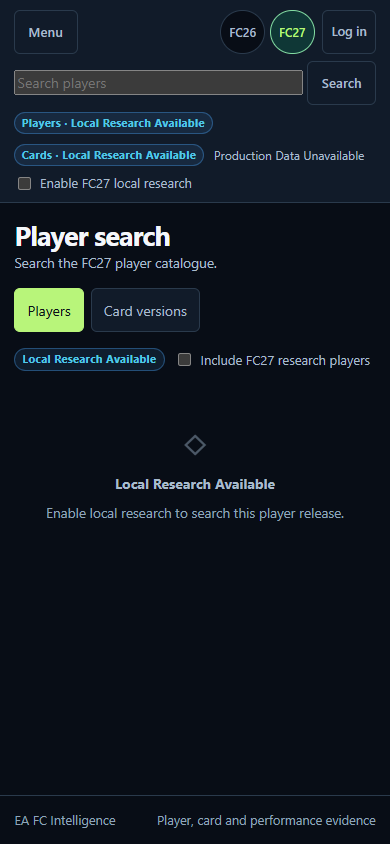 Menu
FC26
FC27
Log in
Search players
Search
Players · Local Research Available
Cards · Local Research Available
Production Data Unavailable
Enable FC27 local research
Player search
Search the FC27 player catalogue.
Players
Card versions
Local Research Available
Include FC27 research players
Local Research Available
Enable local research to search this player release.
EA FC Intelligence
Player, card and performance evidence